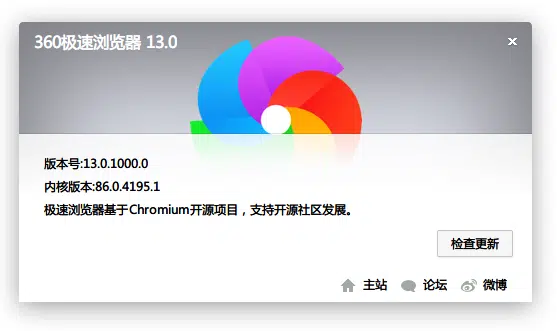 360极速浏览器 13.0
版本号:13.0.1000.0
内核版本:86.0.4195.1
极速浏览器基于Chromium开源项目，支持开源社区发展。
检查更新
主站 论坛 微博